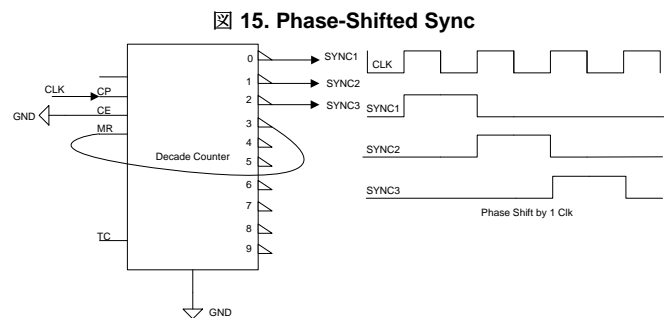 図 15. Phase-Shifted Sync
0
SYNC1
1
SYNC2
2
SYNC3
3
4
5
6
7
8
9
CLK
CP
GND
CE
MR
Decade Counter
TC
GND
CLK
SYNC1
SYNC2
SYNC3
Phase Shift by 1 Clk